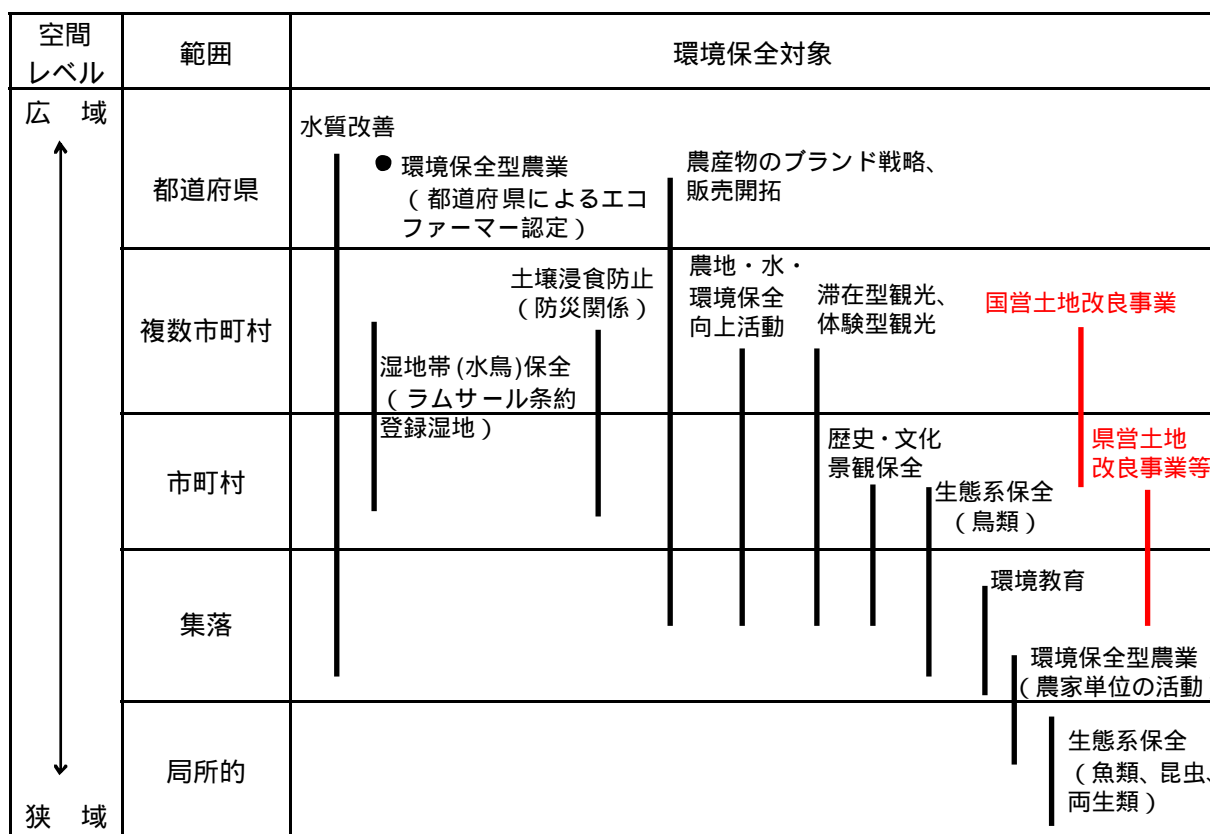 空間
レベル
範囲
環境保全対象
広 域
水質改善
● 環境保全型農業
（都道府県によるエコ
ファーマー認定）
農産物のブランド戦略、
販売開拓
都道府県
土壌浸食防止
（防災関係）
農地・水・
環境保全
向上活動
滞在型観光、
体験型観光
国営土地改良事業
複数市町村
湿地帯(水鳥)保全
（ラムサール条約
登録湿地）
歴史・文化
景観保全
県営土地
改良事業等
市町村
生態系保全
（鳥類）
環境教育
集落
環境保全型農業
（農家単位の活動
生態系保全
（魚類、昆虫、
両生類）
局所的
狭 域